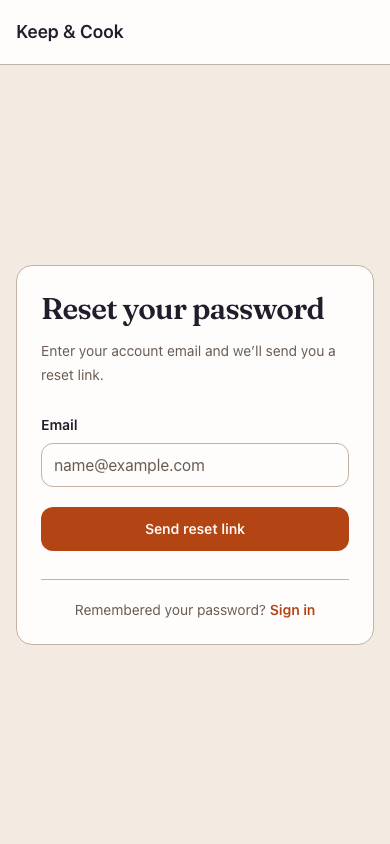 Keep & Cook
Reset your password
Enter your account email and we’ll send you a
reset link.
Email
name@example.com
Send reset link
Remembered your password? Sign in